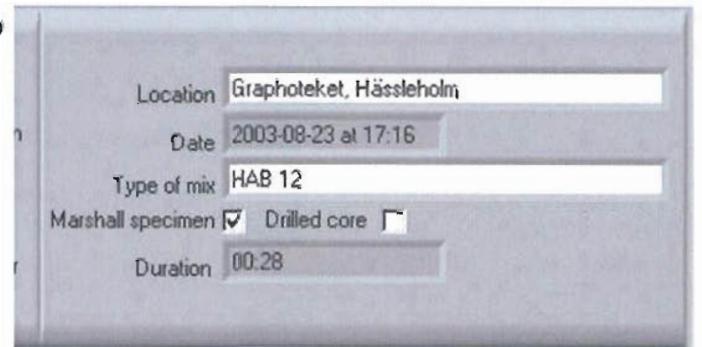 Location Graphoteket, Hässleholm
Date 2003-08-23 at 17:16
Type of mix HAB 12
Marshall specimen Drilled core
Duration 00:28